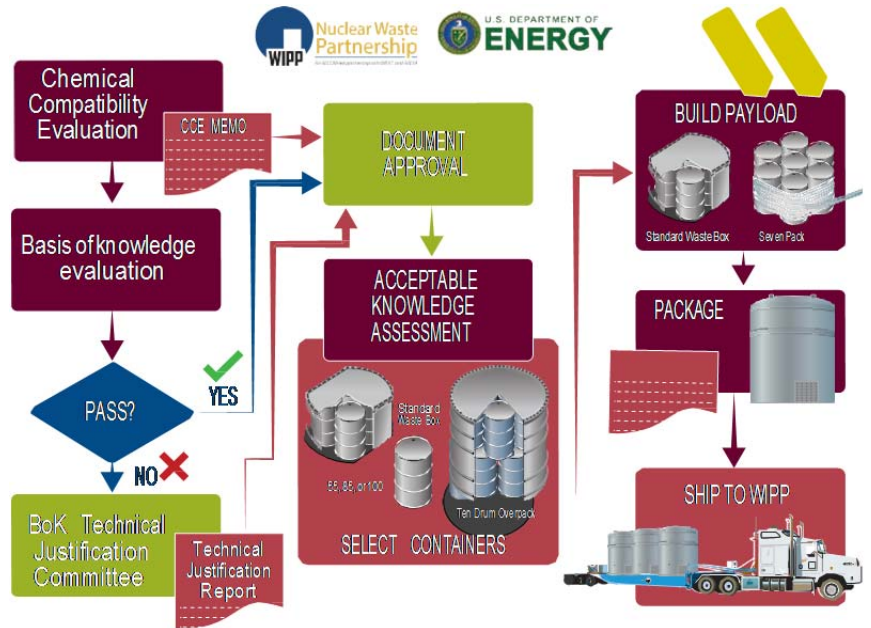 WIPP
Nuclear Waste
Partnership
U.S. DEPARTMENT OF
ENERGY
Chemical
Compatibility
Evaluation
CCE MEMO
Basis of knowledge
evaluation
PASS?
YES
NO
BoK Technical
Justification
Committee
Technical
Justification
Report
DOCUMENT
APPROVAL
ACCEPTABLE
KNOWLEDGE
ASSESSMENT
Standard
Waste Box
55, 85, or 100
Ten Drum Overpack
SELECT CONTAINERS
BUILD PAYLOAD
Standard Waste Box
Seven Pack
PACKAGE
SHIP TO WIPP